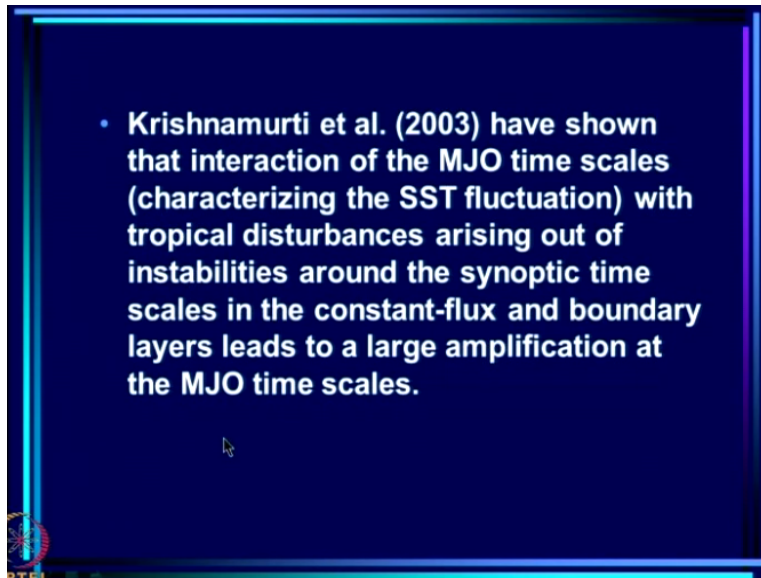 • Krishnamurti et al. (2003) have shown
that interaction of the MJO time scales
(characterizing the SST fluctuation) with
tropical disturbances arising out of
instabilities around the synoptic time
scales in the constant-flux and boundary
layers leads to a large amplification at
the MJO time scales.